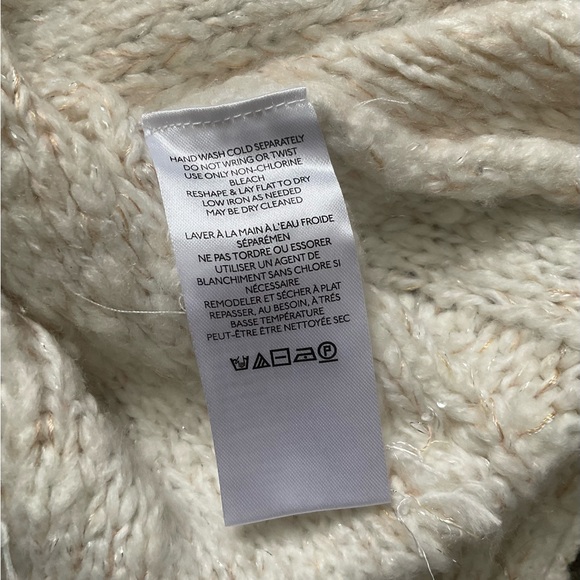 HAND WASH COLD SEPARATELY
DO NOT WRING OR TWIST
USE ONLY NON-CHLORINE
BLEACH
RESHAPE & LAY FLAT TO DRY
LOW IRON AS NEEDED
MAY BE DRY CLEANED
LAVER À LA MAIN À L'EAU FROIDE
SÉPARÉMEN
NE PAS TORDRE OU ESSORER
UTILISER UN AGENT DE
BLANCHIMENT SANS CHLORE SI
NÉCESSAIRE
REMODELER ET SÉCHER À PLAT
REPASSER, AU BESOIN, À TRÈS
BASSE TEMPÉRATURE
PEUT-ÊTRE ÊTRE NETTOYÉE SEC
P